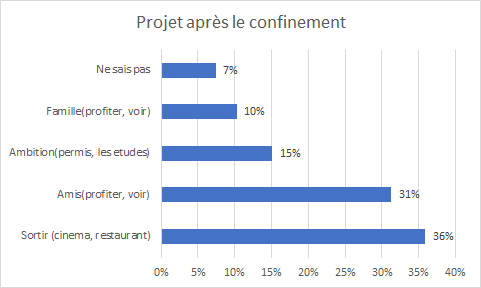 Projet après le confinement
Ne sais pas
7%
Famille(profiter, voir)
10%
Ambition(permis, les etudes)
15%
Amis(profiter, voir)
31%
Sortir (cinema, restaurant)
36%
0% 5% 10% 15% 20% 25% 30% 35% 40%